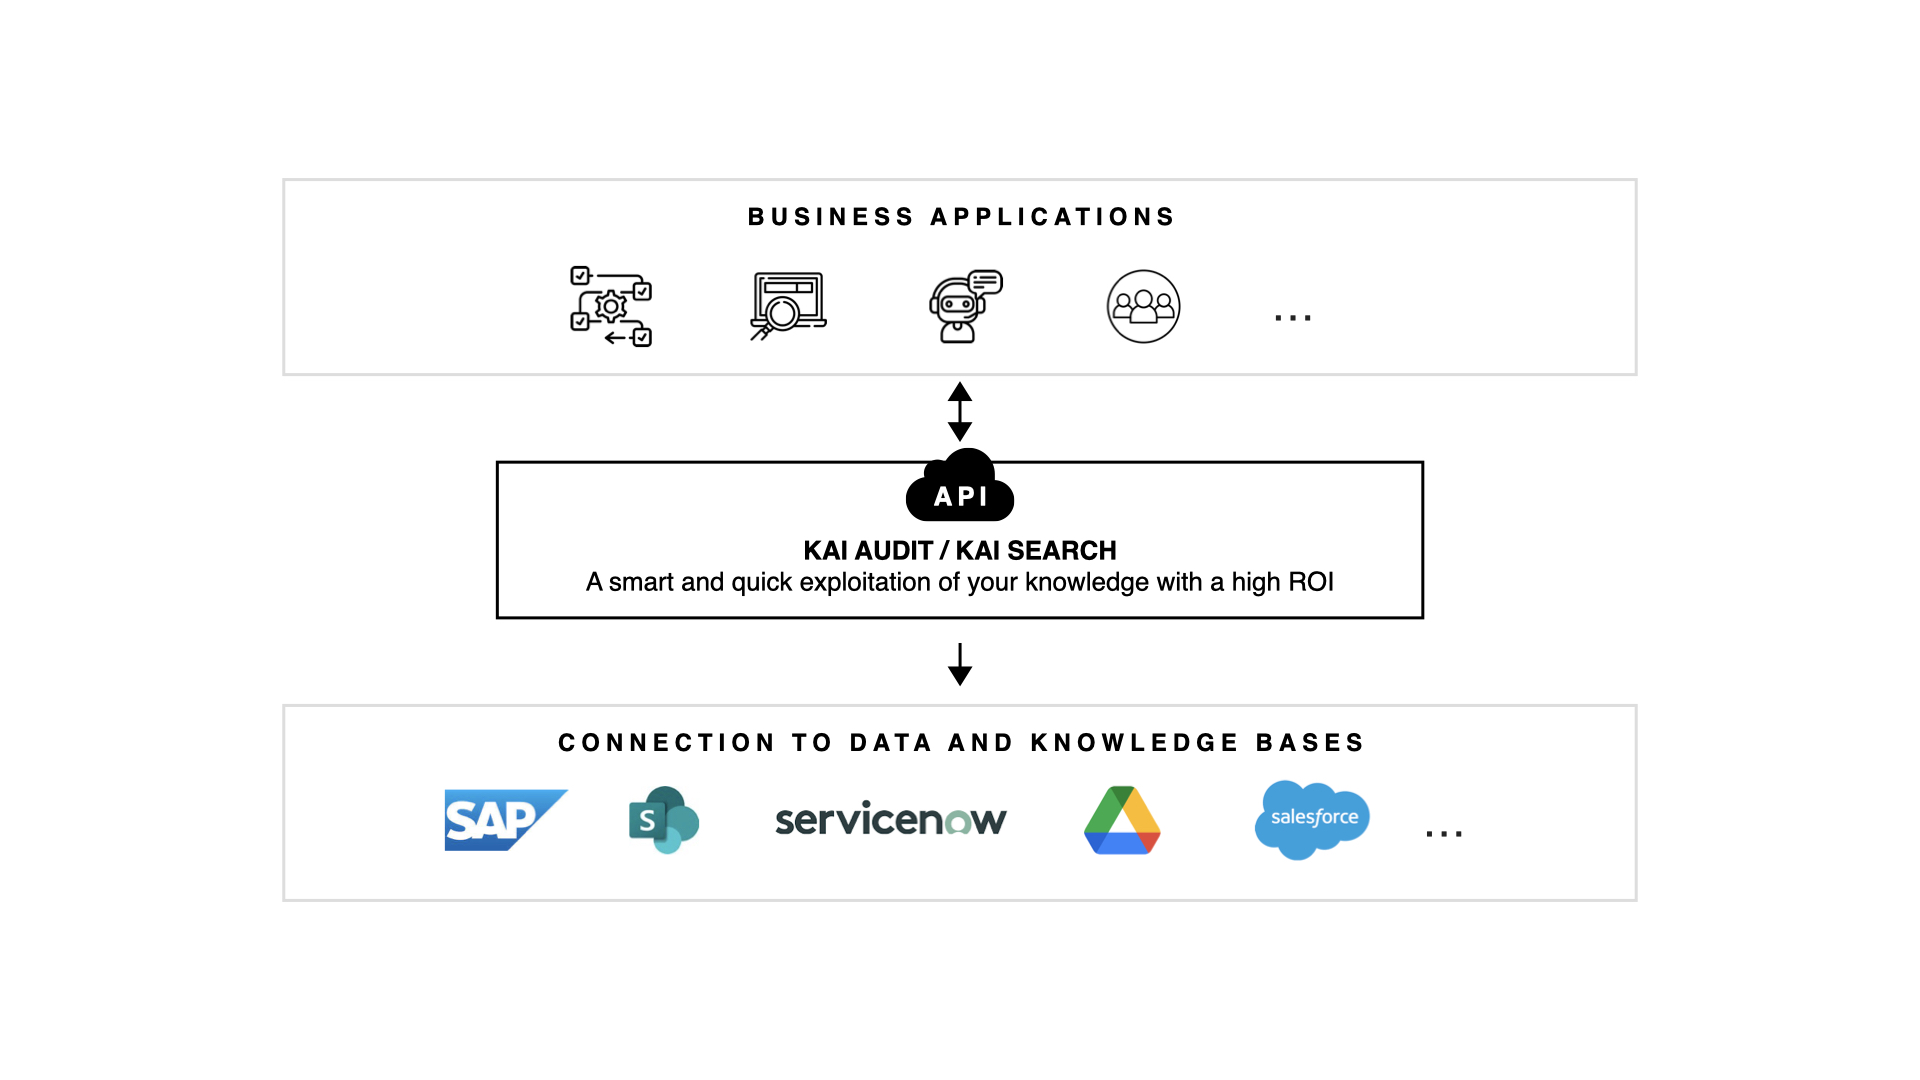 BUSINESS APPLICATIONS
...
API
KAI AUDIT / KAI SEARCH
A smart and quick exploitation of your knowledge with a high ROI
CONNECTION TO DATA AND KNOWLEDGE BASES
SAP
S
servicenow
salesforce
...